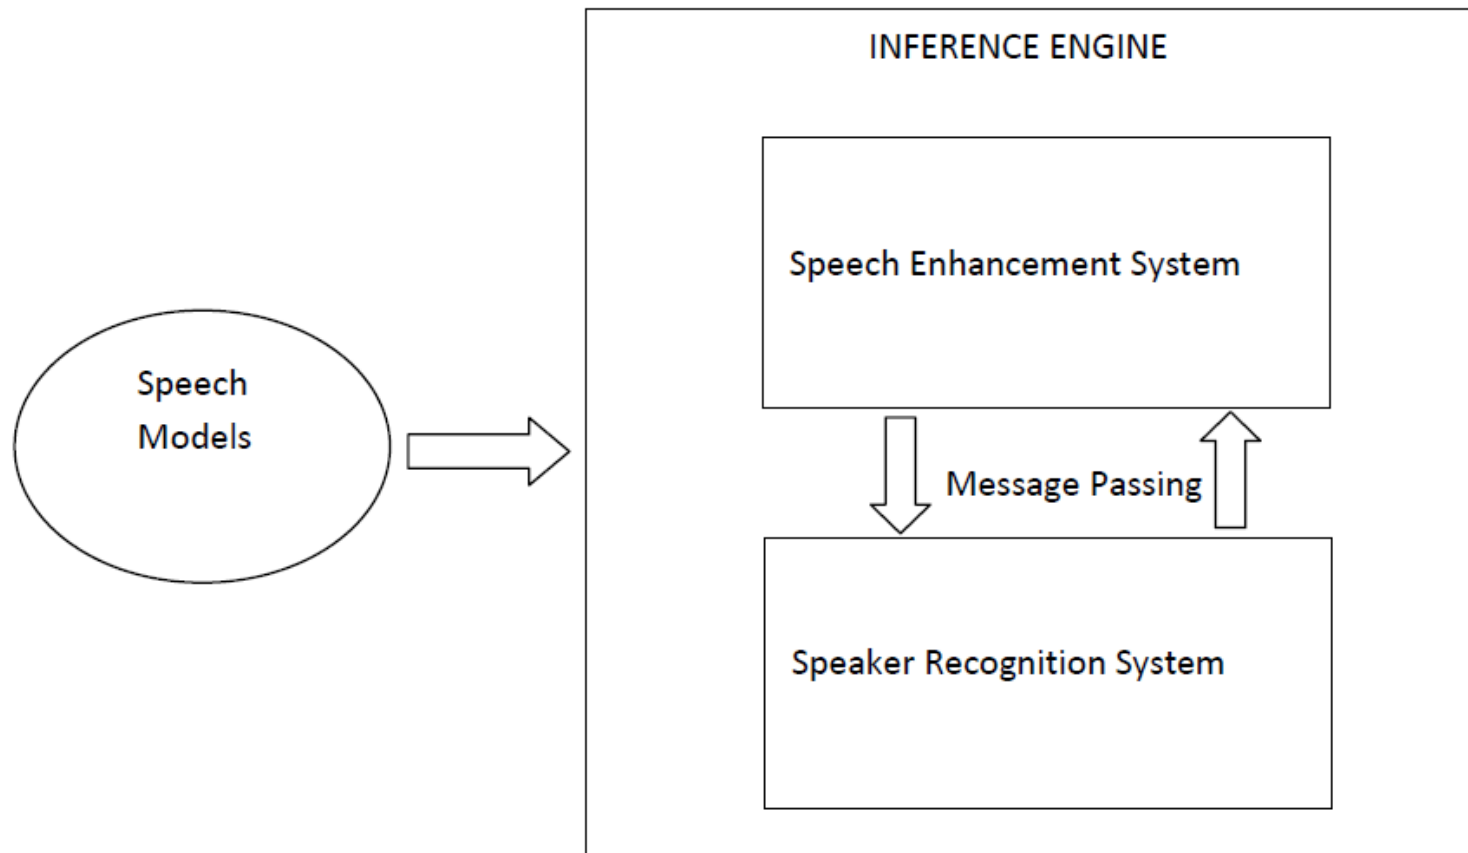 INFERENCE ENGINE
Speech Enhancement System
Speech
Models
Message Passing
Speaker Recognition System